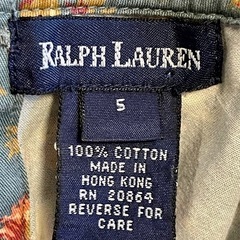 RALPH LAUREN
5
100% COTTON
MADE IN
HONG KONG
RN 20864
REVERSE FOR
CARE